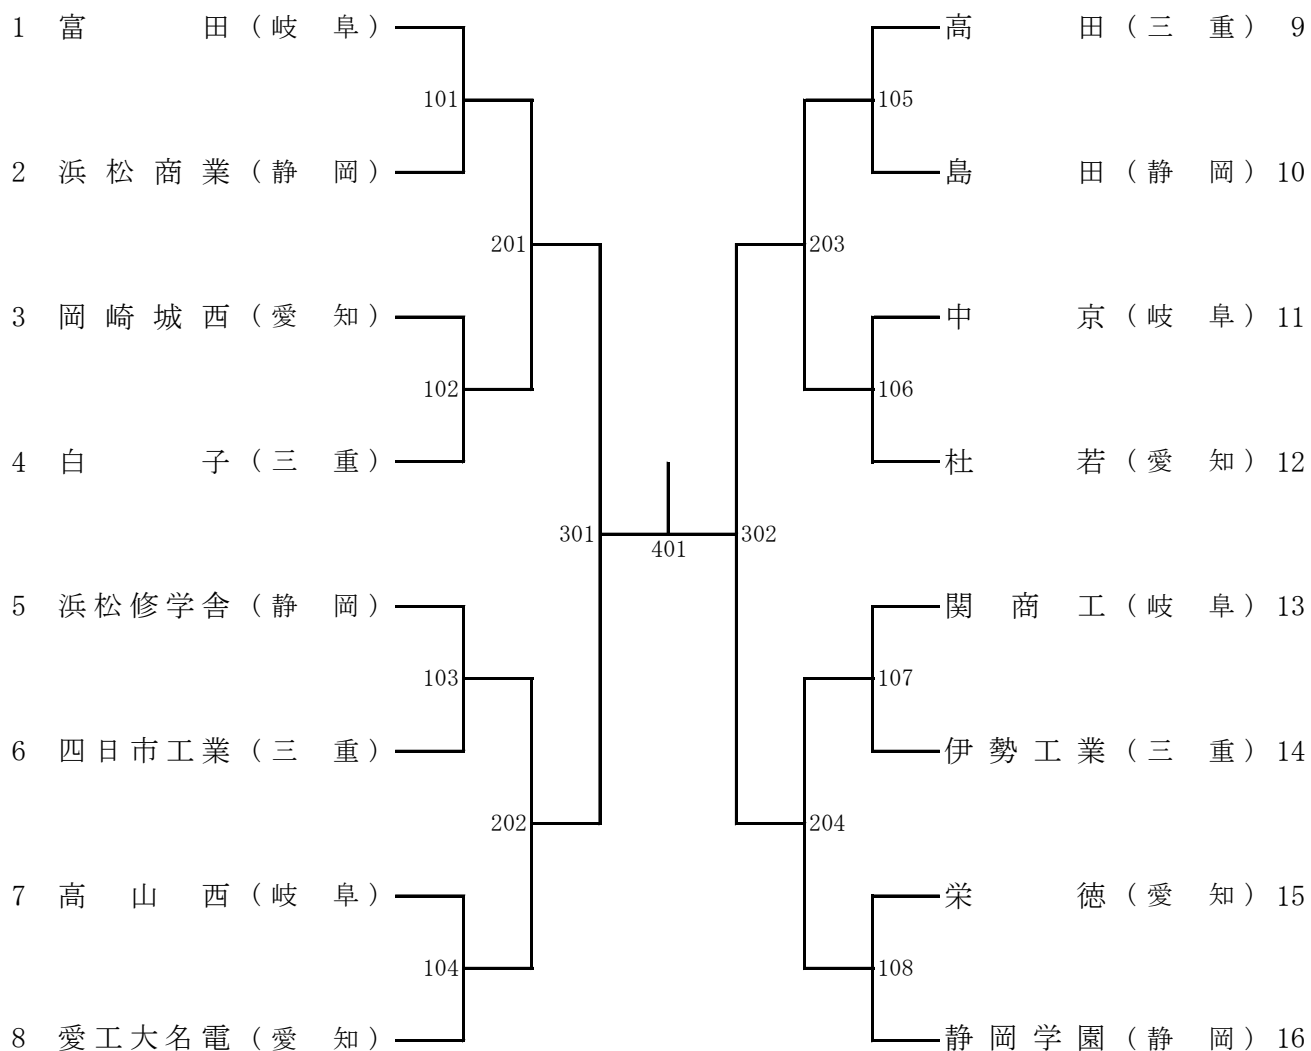 1 富田(岐阜)
101
2 浜松商業(静岡)
201
3 岡崎城西(愛知)
102
4 白子(三重)
301
5 浜松修学舎(静岡)
103
6 四日市工業(三重)
202
7 高山西(岐阜)
104
8 愛工大名電(愛知)
401
高田(三重) 9
105
島田(静岡) 10
203
中京(岐阜) 11
106
杜若(愛知) 12
302
関商工(岐阜) 13
107
伊勢工業(三重) 14
204
栄徳(愛知) 15
108
静岡学園(静岡) 16